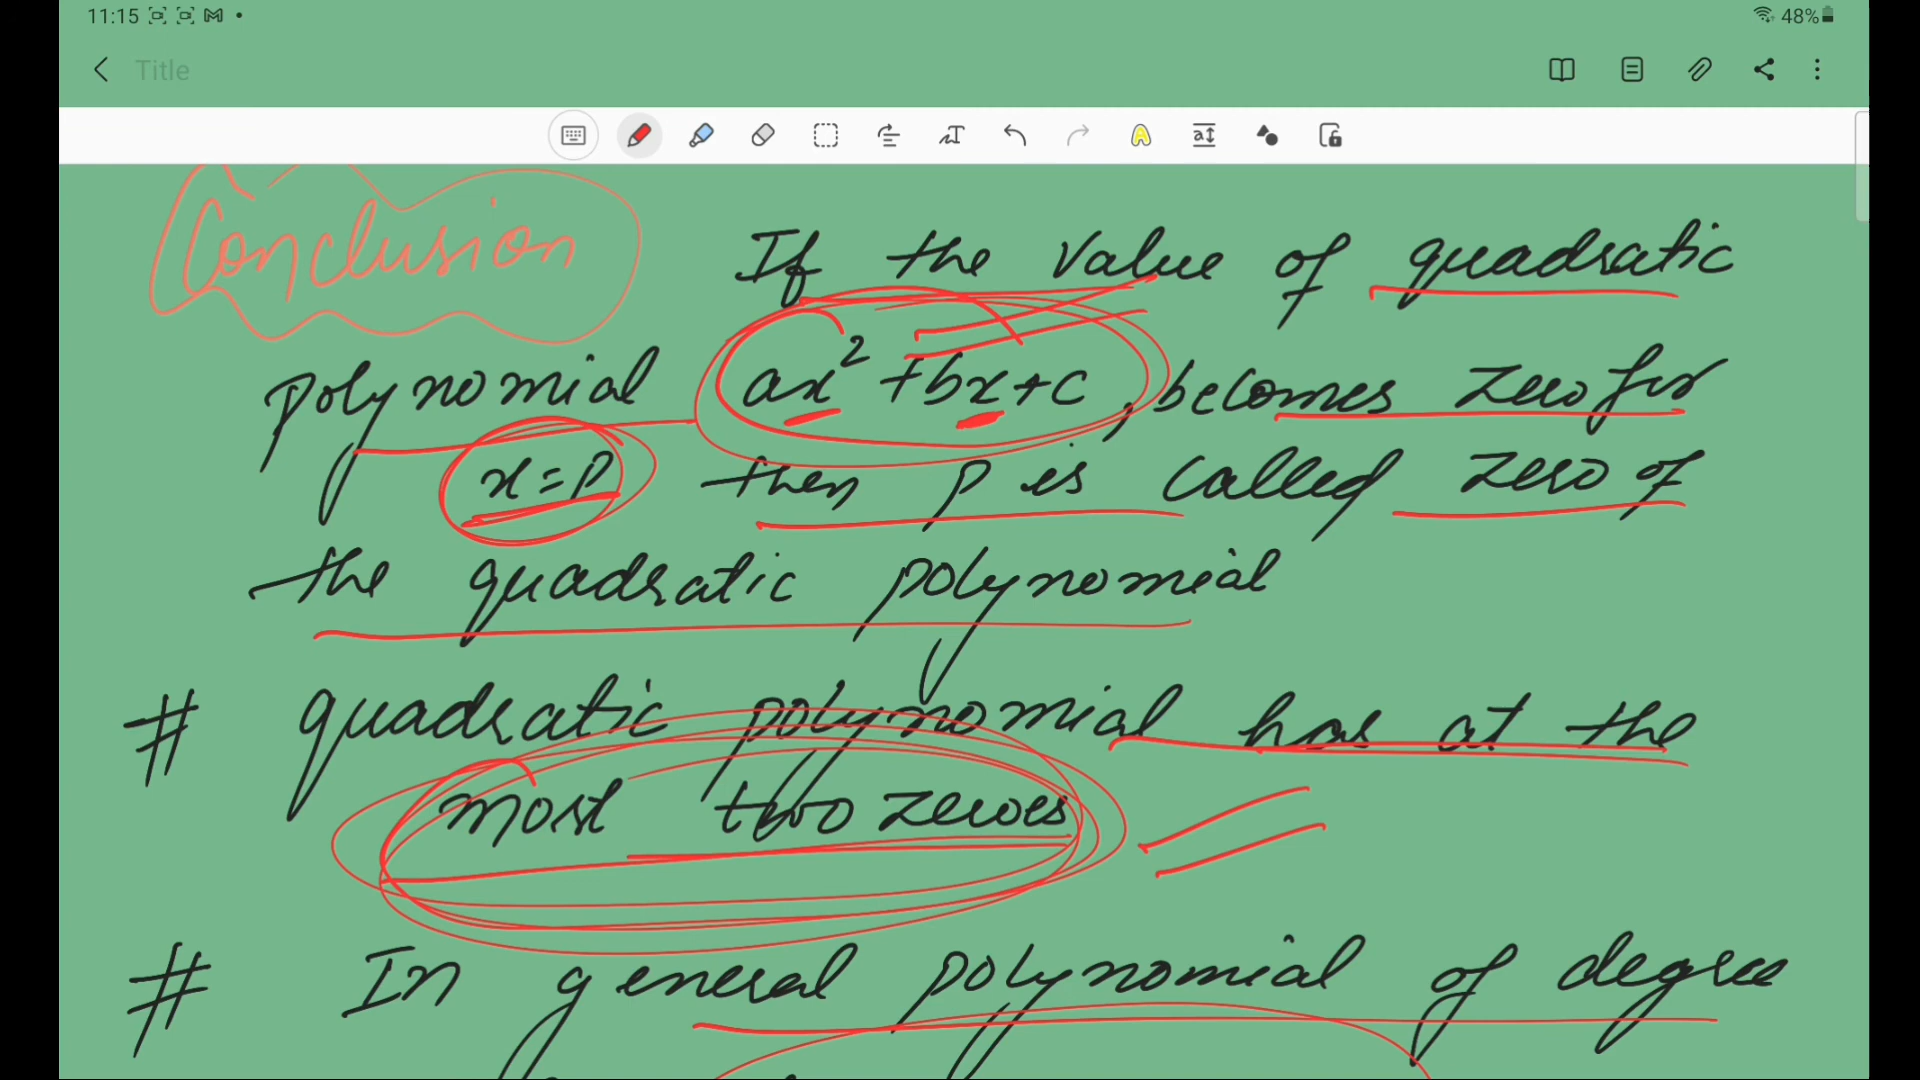 11:15
48%
Title
Conclusion
If the value of quadratic
polynomial ax² + bx + c, becomes zero for
x = p then p is called zero of
the quadratic polynomial
# quadratic polynomial has at the
most two zeroes
# In general polynomial of degree